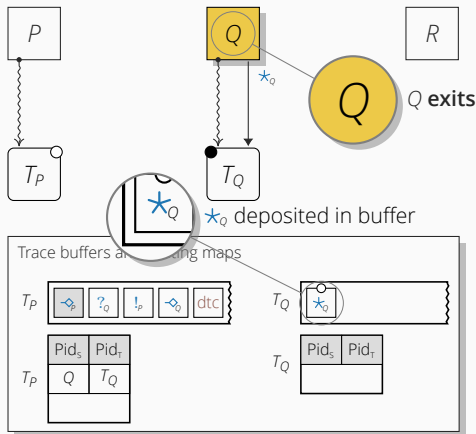 P Q R
*Q
Q Q exits
TP TQ
*Q *Q deposited in buffer
Trace buffers a ing maps
TP ⊸P ?Q !P ⊸Q dtc TQ *Q
PidS PidT PidS PidT
TP Q TQ TQ